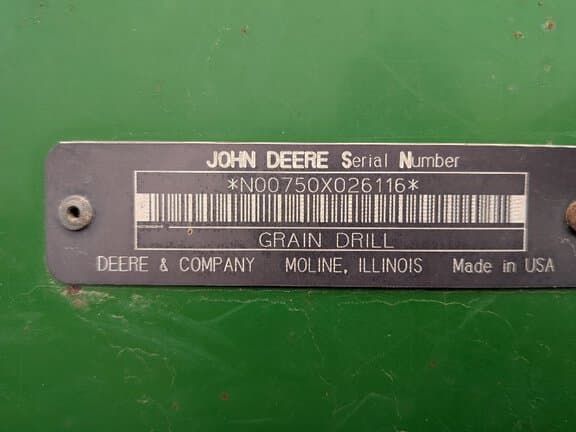 JOHN DEERE Serial Number
*N00750X026116*
GRAIN DRILL
DEERE & COMPANY MOLINE, ILLINOIS Made in USA